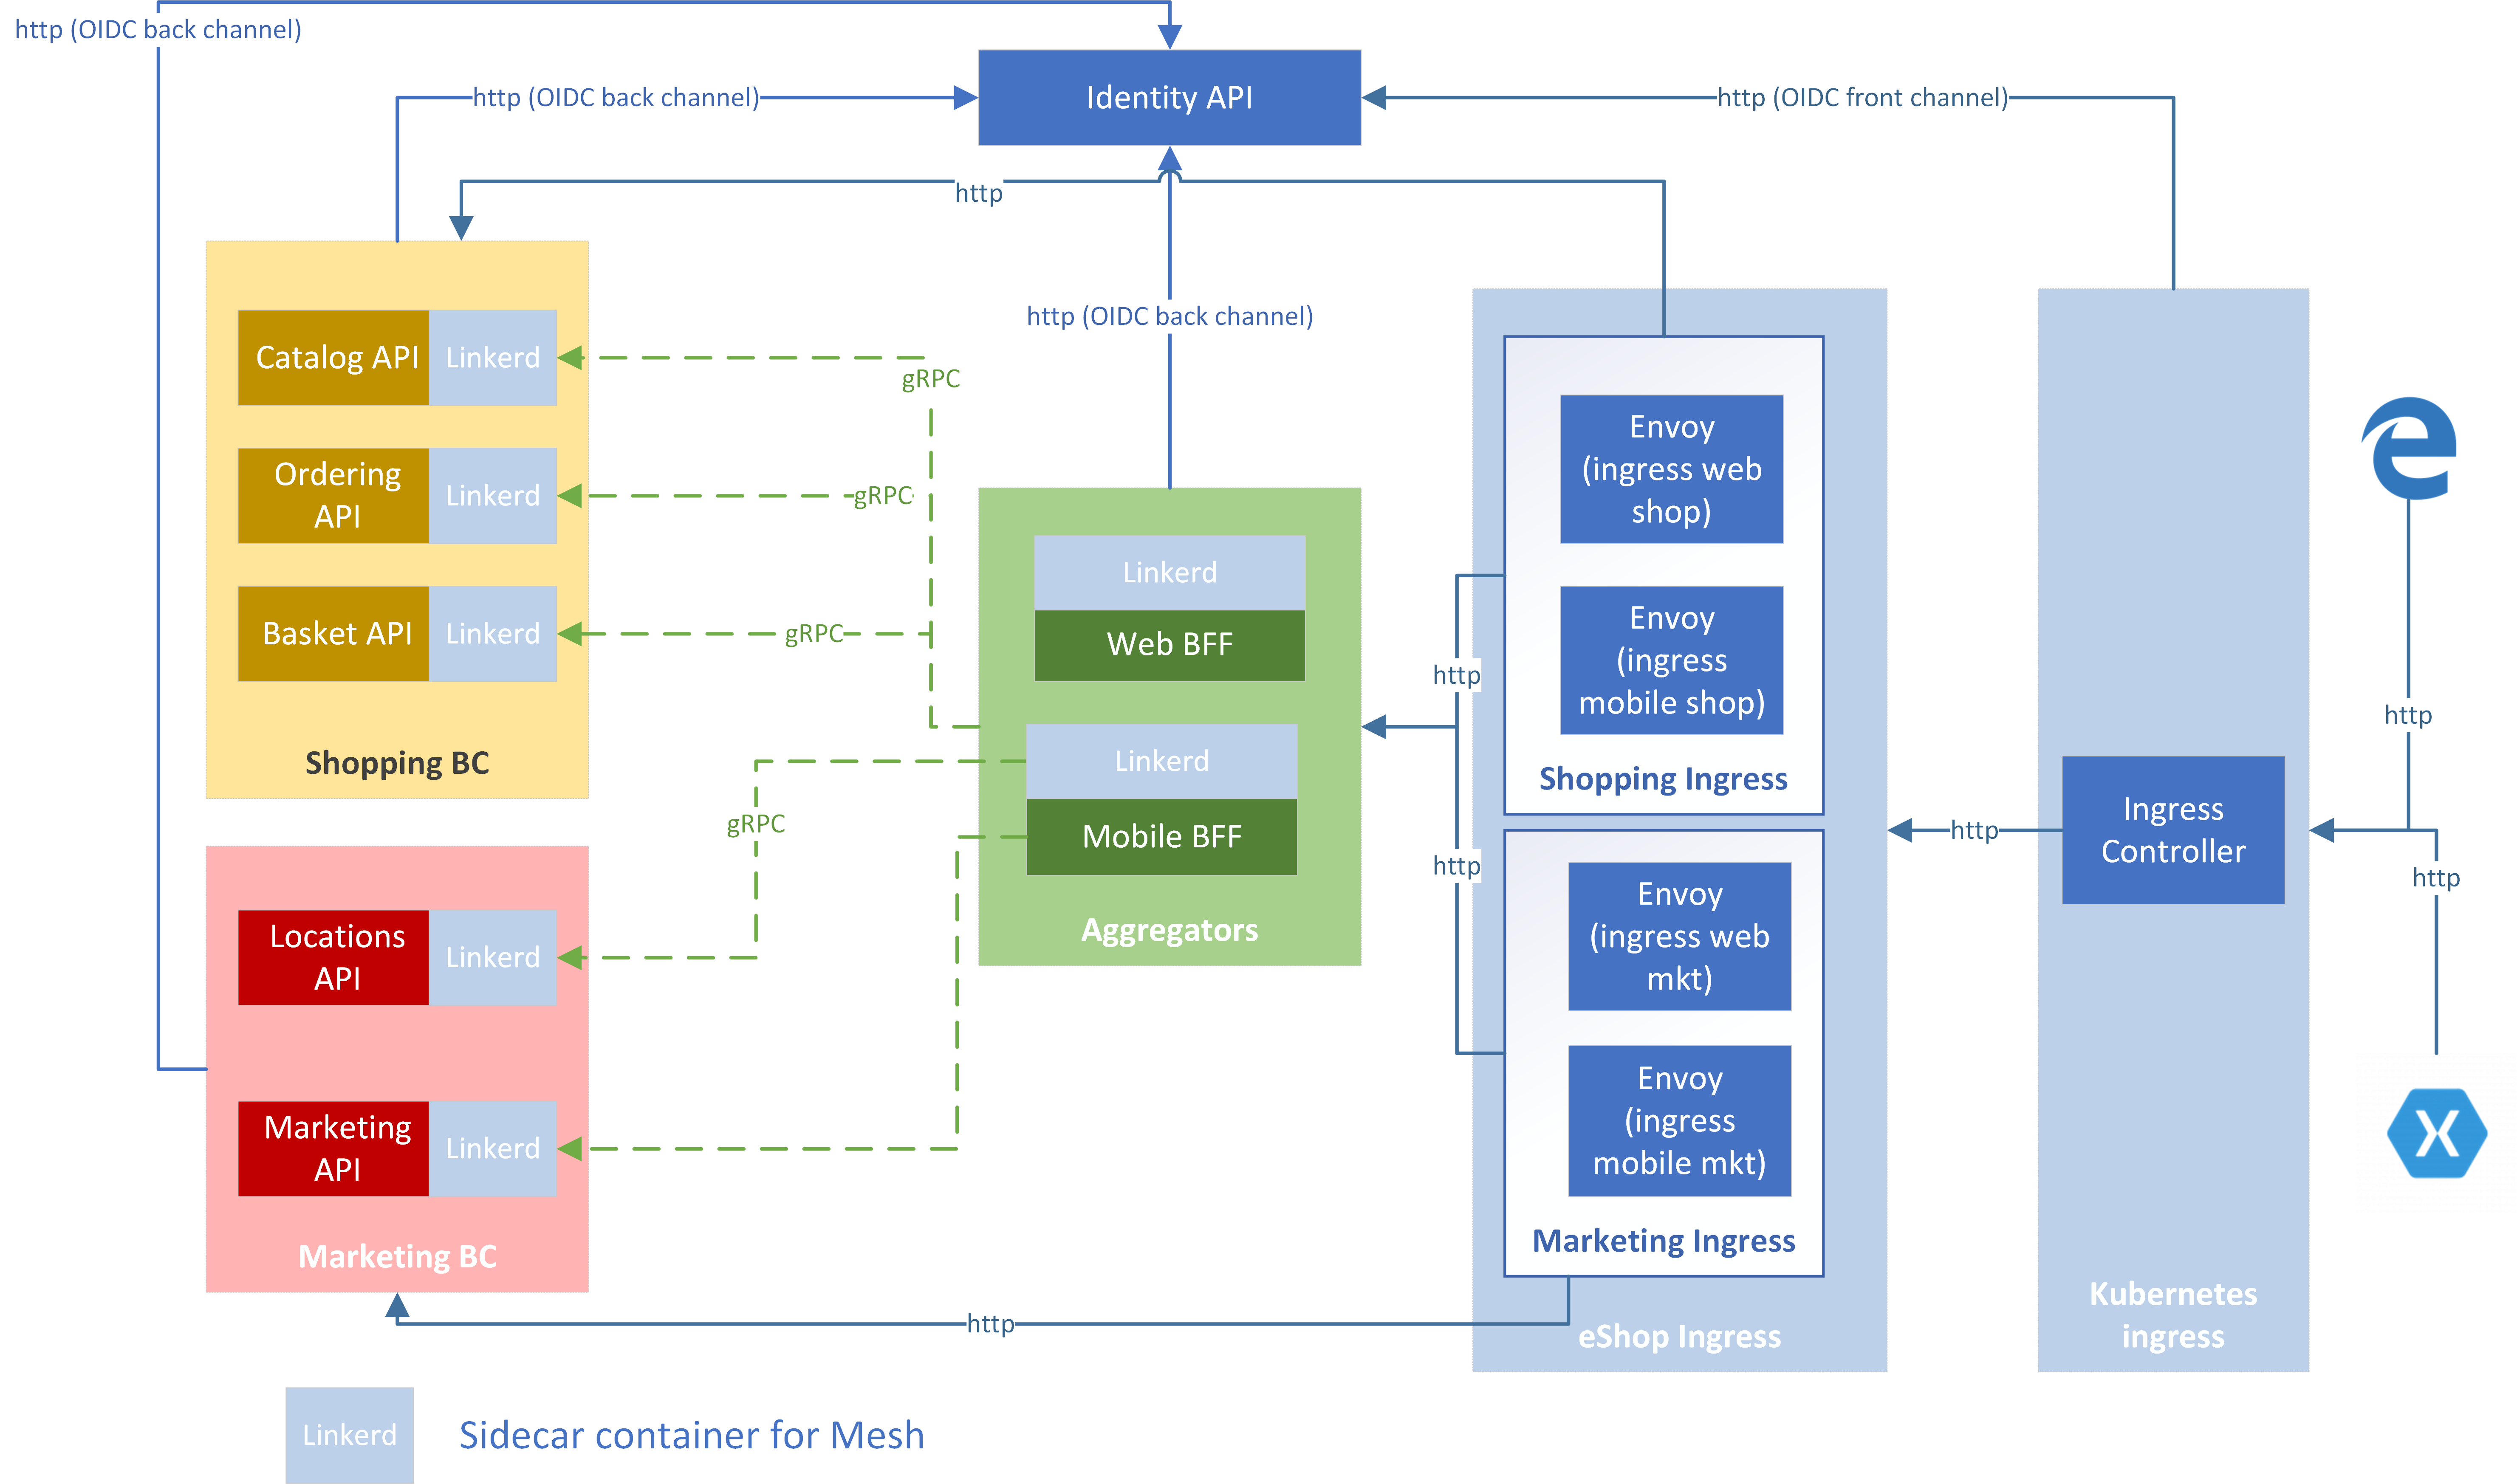 http (OIDC back channel)
http (OIDC back channel)
Identity API
http (OIDC front channel)
http
http (OIDC back channel)
Catalog API
Linkerd
gRPC
Ordering
API
Linkerd
gRPC
Basket API
Linkerd
gRPC
Shopping BC
gRPC
Locations
API
Linkerd
Marketing
API
Linkerd
Marketing BC
Linkerd
Web BFF
Linkerd
Mobile BFF
Aggregators
http
http
Envoy
(ingress web
shop)
Envoy
(ingress
mobile shop)
Shopping Ingress
Envoy
(ingress web
mkt)
Envoy
(ingress
mobile mkt)
Marketing Ingress
eShop Ingress
http
http
Ingress
Controller
Kubernetes
ingress
http
http
Linkerd
Sidecar container for Mesh